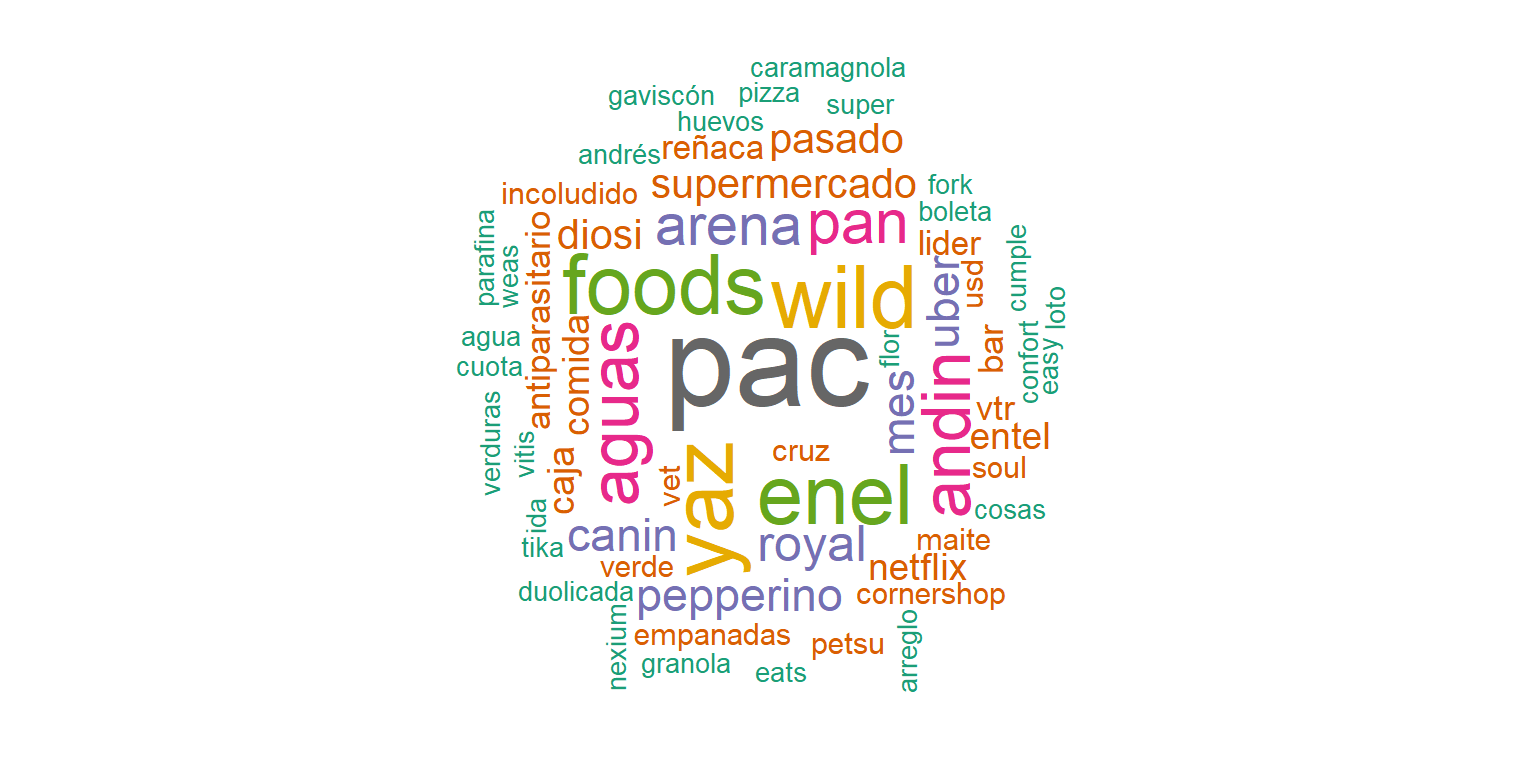 caramagnola
gaviscón
pizza
super
huevos
andrés
reñaca
pasado
incoludido
supermercado
fork
parafina
weas
antiparasitario
diosi
arena
pan
boleta
lider
cumple
foods
wild
uber
usd
loto
agua
cuota
comida
aguas
pac
flor
mes
andin
bar
confort
easy
verduras
vitis
caja
vet
yaz
cruz
enel
vtr
entel
soul
cosas
ida
tika
canin
verde
royal
maite
netflix
duolicada
pepperino
cornershop
nexium
empanadas
granola
eats
petsu
arreglo